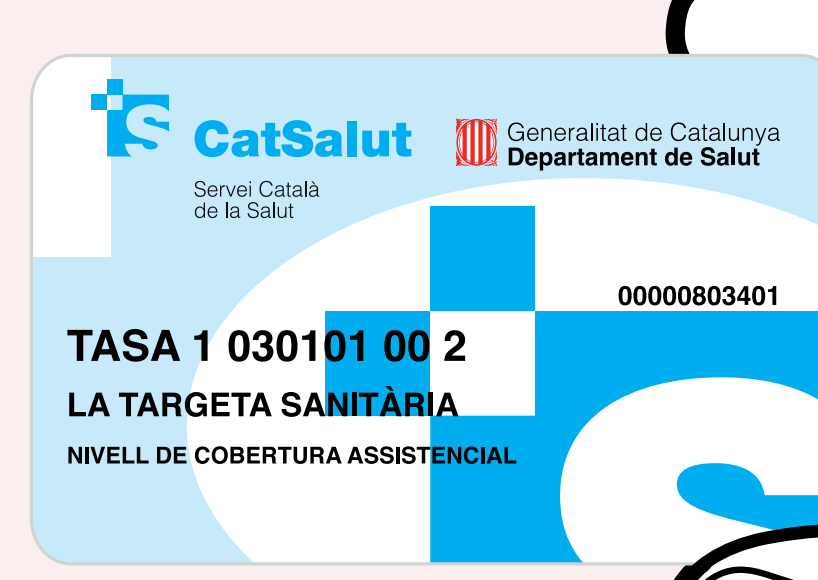 CatSalut
Servei Català
de la Salut
Generalitat de Catalunya
Departament de Salut
00000803401
TASA 1 030101 00 2
LA TARGETA SANITÀRIA
NIVELL DE COBERTURA ASSISTENCIAL